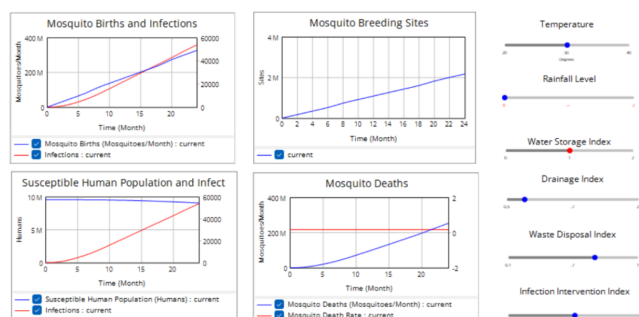 Mosquito Births and Infections
400 M
200 M
0
Mosquitoes/Month
60000
40000
20000
0
0 5 10 15 20
Time (Month)
Mosquito Births (Mosquitoes/Month) : current
Infections : current
Mosquito Breeding Sites
4 M
2 M
0
Sites
0 2 4 6 8 10 12 14 16 18 20 22 24
Time (Month)
current
Temperature
Rainfall Level
Water Storage Index
Drainage Index
Waste Disposal Index
Infection Intervention Index
Susceptible Human Population and Infect
10 M
5 M
0
Humans
60000
40000
20000
0
0 5 10 15 20
Time (Month)
Susceptible Human Population (Humans) : current
Infections : current
Mosquito Deaths
400 M
200 M
0
Mosquitoes/Month
2
0
-2
0 5 10 15 20
Time (Month)
Mosquito Deaths (Mosquitoes/Month) : current
Mosquito Death Rate : current